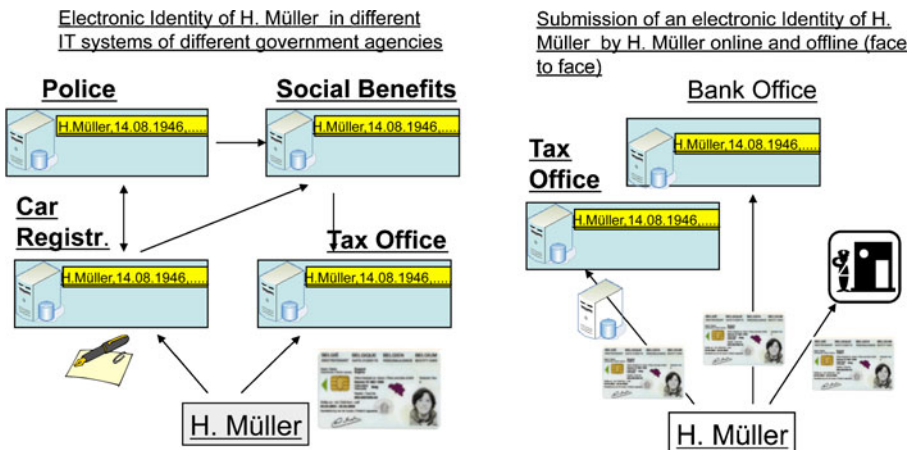 Electronic Identity of H. Müller in different
IT systems of different government agencies
Police
Social Benefits
H.Müller,14.08.1946,.....
H.Müller,14.08.1946,.....
Car
Registr.
Tax Office
H.Müller,14.08.1946,.....
H.Müller,14.08.1946,.....
H. Müller
Submission of an electronic Identity of H.
Müller by H. Müller online and offline (face
to face)
Bank Office
H.Müller,14.08.1946,....
Tax
Office
H.Müller,14.08.1946,....
H. Müller